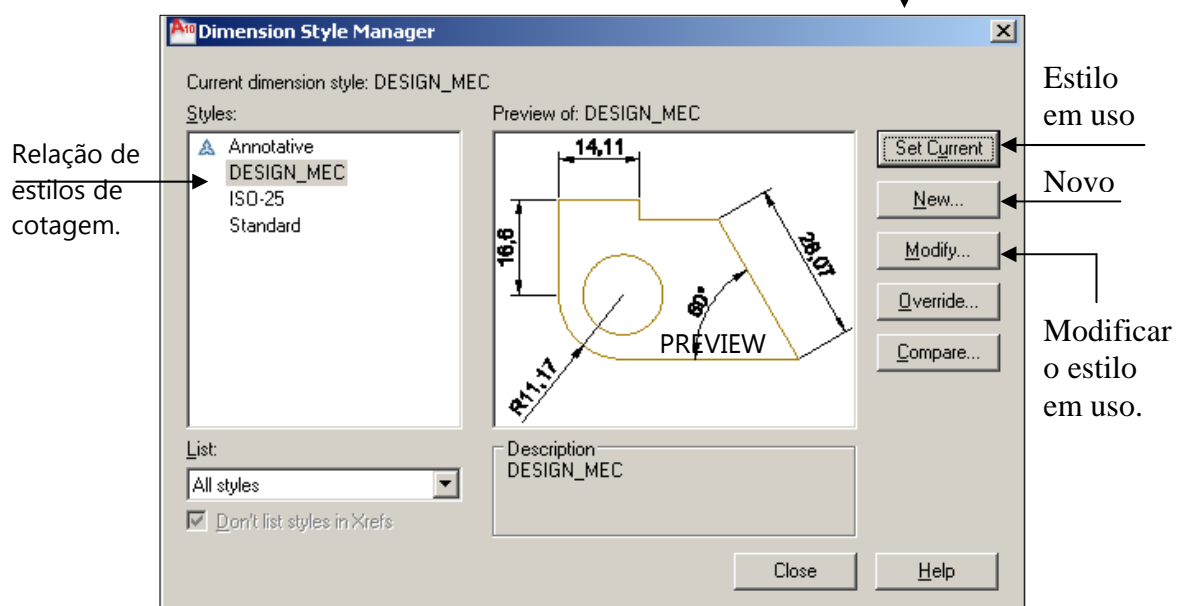 A10 Dimension Style Manager
Current dimension style: DESIGN_MEC
Styles:
Annotative
DESIGN_MEC
ISO-25
Standard
Relação de
estilos de
cotagem.
Preview of: DESIGN_MEC
14,11
16,6
26,07
60°
R11,17
PREVIEW
Set Current
New...
Modify...
Override...
Compare...
Estilo
em uso
Novo
Modificar
o estilo
em uso.
List:
All styles
Don't list styles in Xrefs
Description
DESIGN_MEC
Close
Help